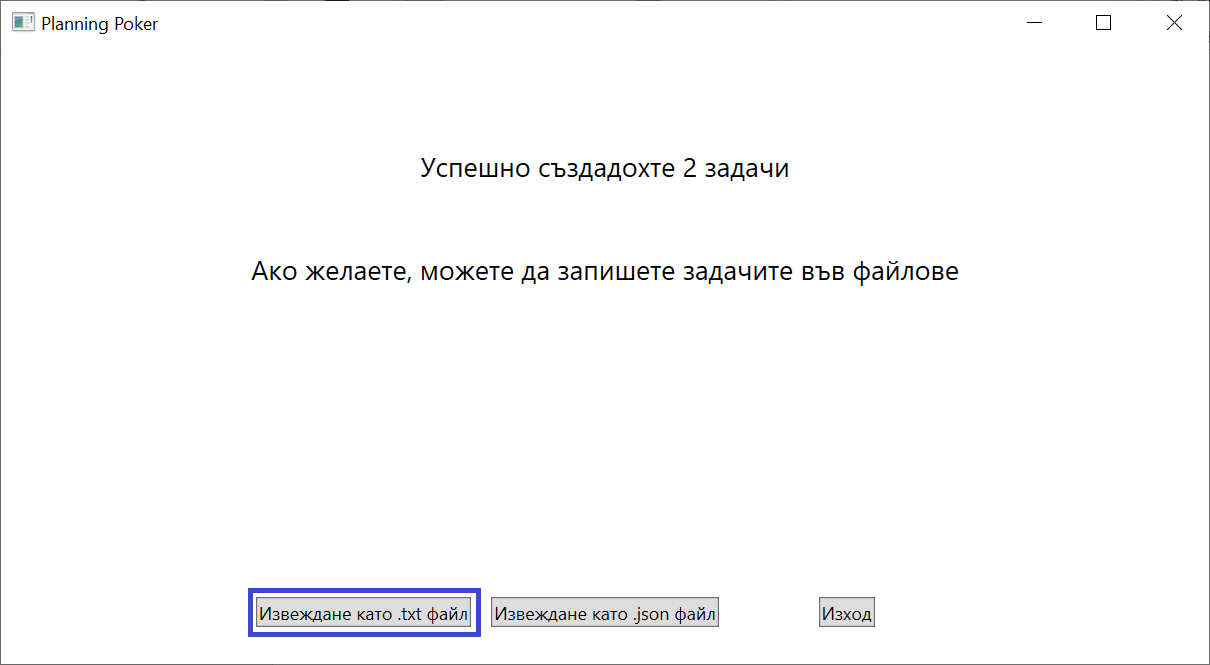 Planning Poker
Успешно създадохте 2 задачи
Ако желаете, можете да запишете задачите във файлове
Извеждане като .txt файл Извеждане като .json файл Изход